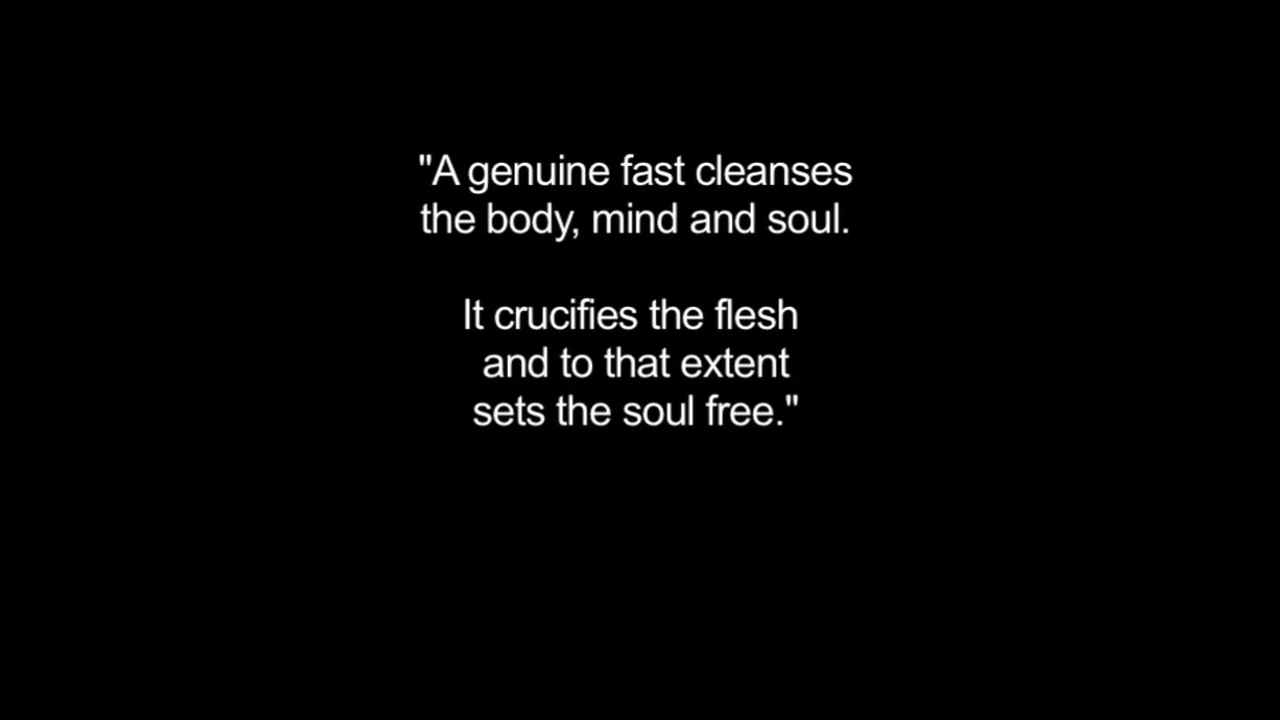 "A genuine fast cleanses
the body, mind and soul.
It crucifies the flesh
and to that extent
sets the soul free."